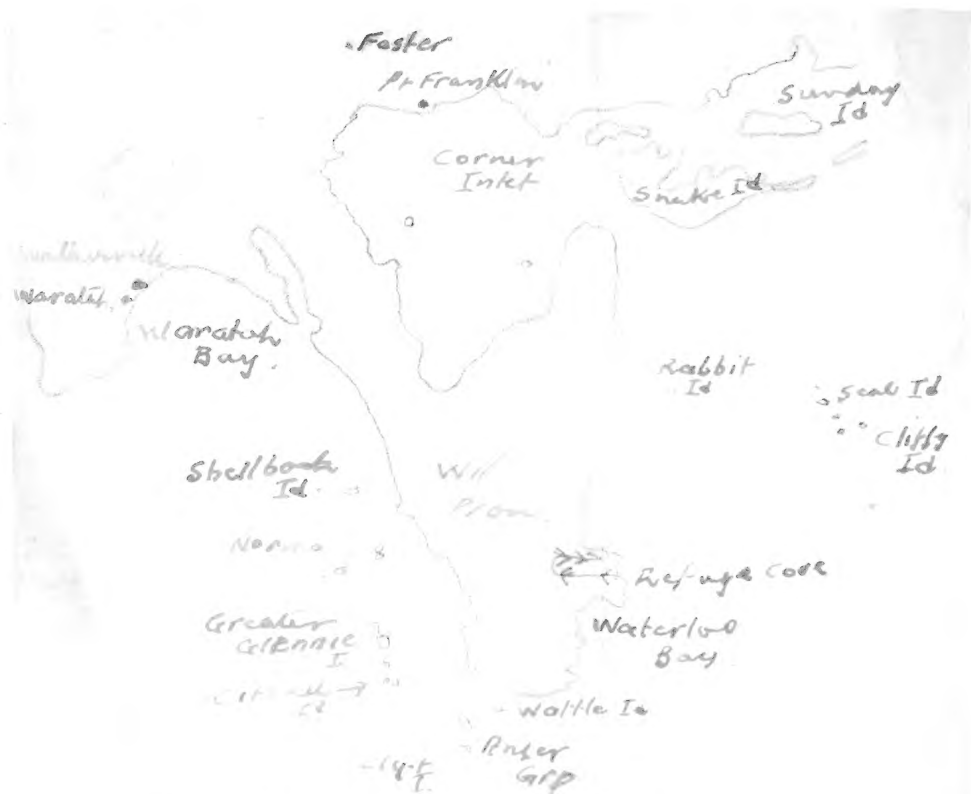 Foster
Pt Franklin
Sunday
Id
Corner
Inlet
Snake Id
Waratah
Waratah
Bay.
Rabbit
Id
Seal Id
Cliffy
Id
Shellback
Id.
Wil
Prom.
Refuge Cove
Greater
Glennie
I.
Waterloo
Bay
Wattle Id
Anser
Grp